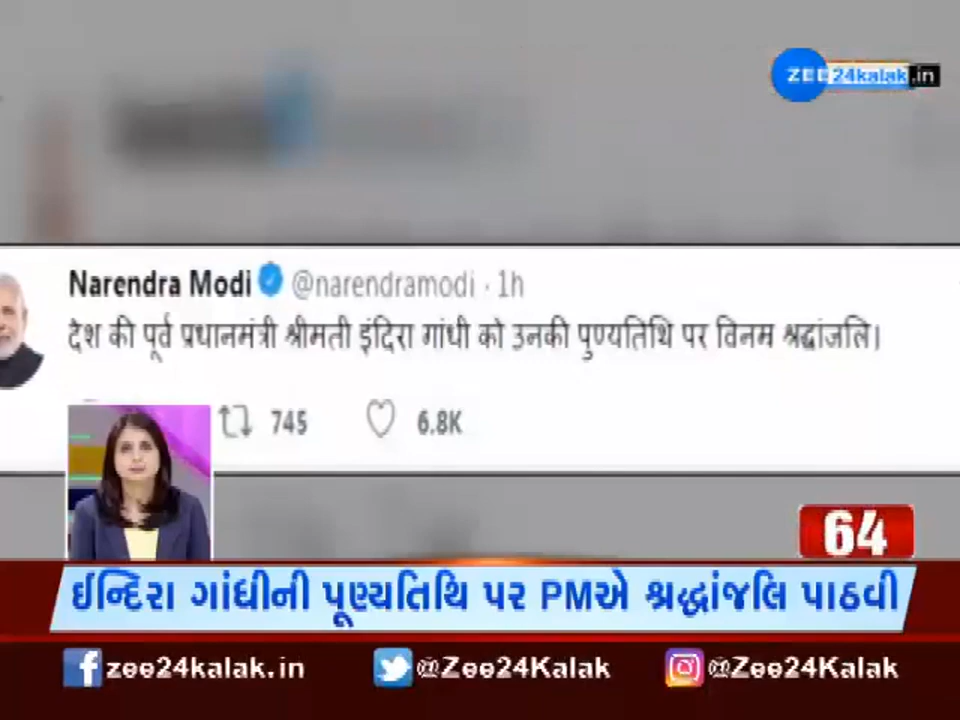 ZEE24kalak.in
Narendra Modi @narendramodi · 1h
देश की पूर्व प्रधानमंत्री श्रीमती इंदिरा गांधी को उनकी पुण्यतिथि पर विनम्र श्रद्धांजलि।
745 6.8K
64
ઈન્દિરા ગાંધીની પૂણ્યતિથિ પર PMએ શ્રદ્ધાંજલિ પાઠવી
zee24kalak.in @Zee24Kalak @Zee24Kalak